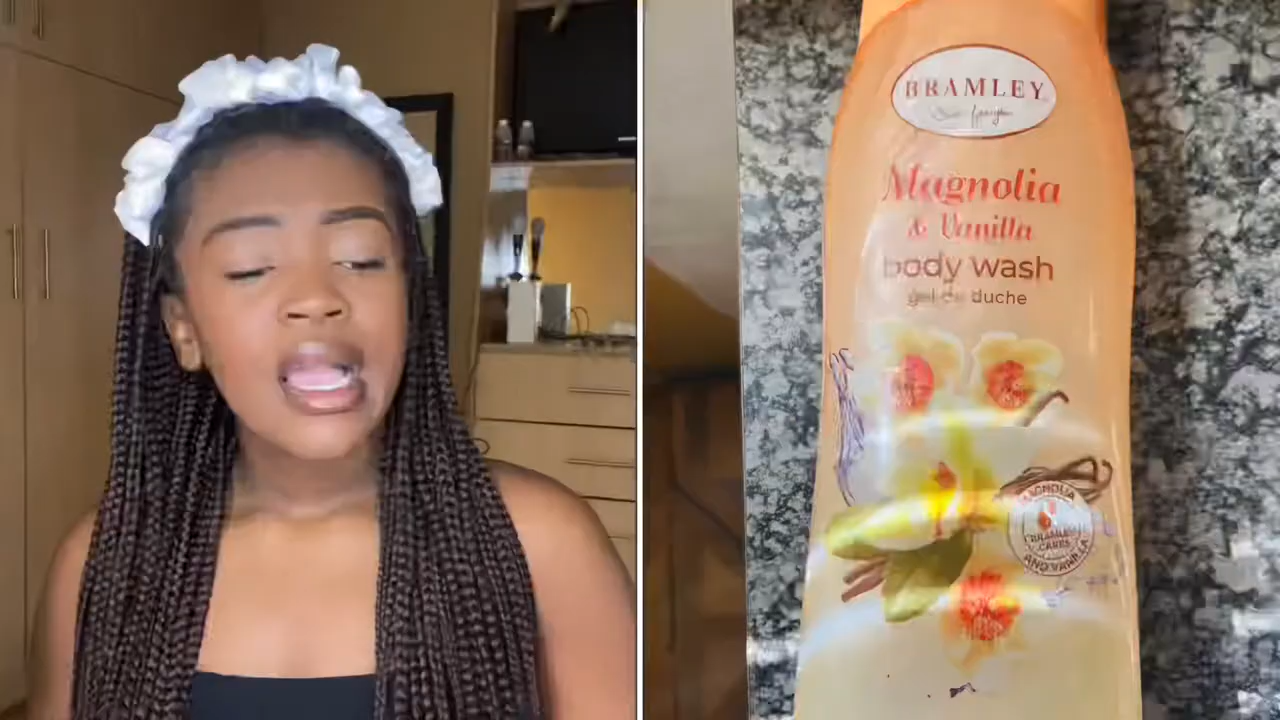 BRAMLEY
Magnolia
& Vanilla
body wash
gel de duche
MAGNOLIA
BRAMLEY
CARES
AND VANILLA